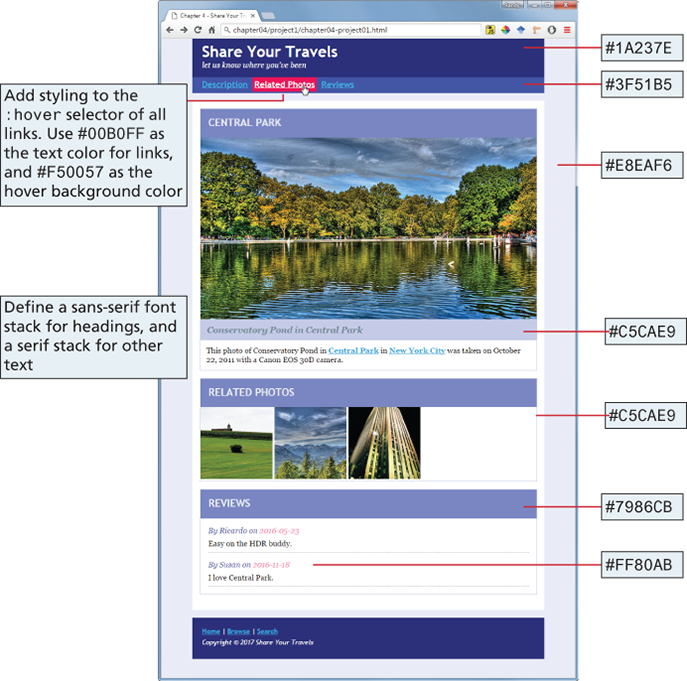 Chapter 4 - Share Your Travels
chapter04/project1/chapter04-project01.html
Share Your Travels
let us know where you've been
Description Related Photos Reviews
Add styling to the
:hover selector of all
links. Use #00B0FF as
the text color for links,
and #F50057 as the
hover background color
#1A237E
#3F51B5
#E8EAF6
CENTRAL PARK
Define a sans-serif font
stack for headings, and
a serif stack for other
text
Conservatory Pond in Central Park
#C5CAE9
This photo of Conservatory Pond in Central Park in New York City was taken on October
22, 2011 with a Canon EOS 30D camera.
RELATED PHOTOS
#C5CAE9
REVIEWS
#7986CB
By Ricardo on 2016-05-23
Easy on the HDR buddy.
By Susan on 2016-11-18
#FF80AB
I love Central Park.
Home | Browse | Search
Copyright © 2017 Share Your Travels